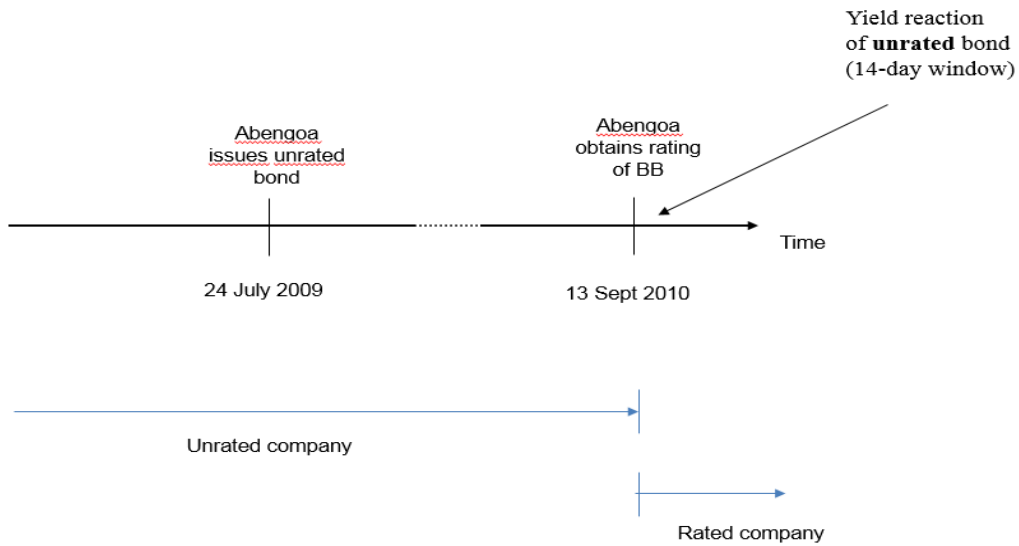 Yield reaction
of unrated bond
(14-day window)
Abengoa
issues unrated
bond
Abengoa
obtains rating
of BB
Time
24 July 2009
13 Sept 2010
Unrated company
Rated company